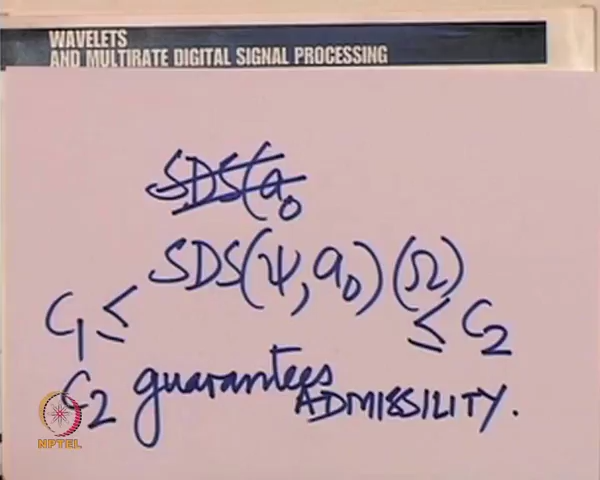 WAVELETS
AND MULTIRATE DIGITAL SIGNAL PROCESSING
SDS(a₀
SDS(ψ, a₀)(Ω)
C₁ ≤ ≤ C₂
C₂ guarantees
ADMISSILITY.
NPTEL